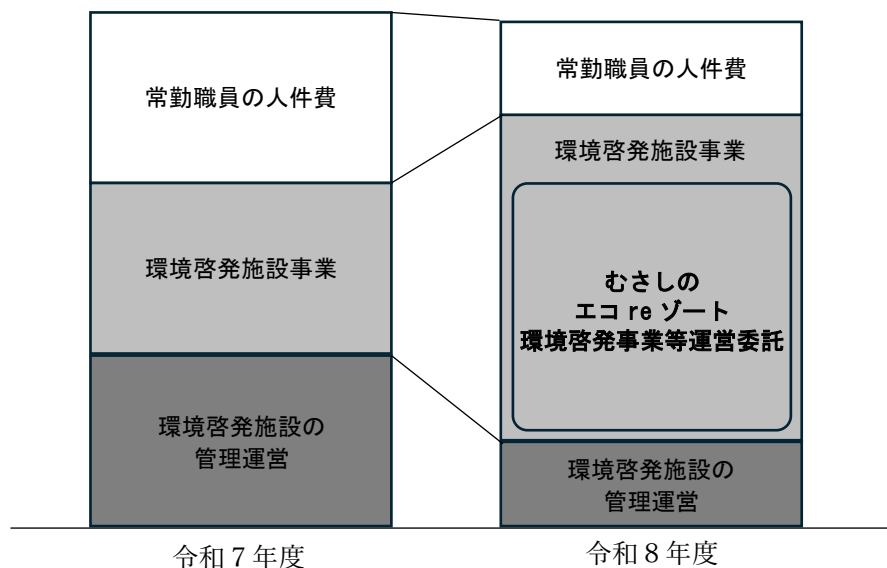 常勤職員の人件費
環境啓発施設事業
環境啓発施設の
管理運営
令和７年度
常勤職員の人件費
環境啓発施設事業
むさしの
エコ re ゾート
環境啓発事業等運営委託
環境啓発施設の
管理運営
令和８年度